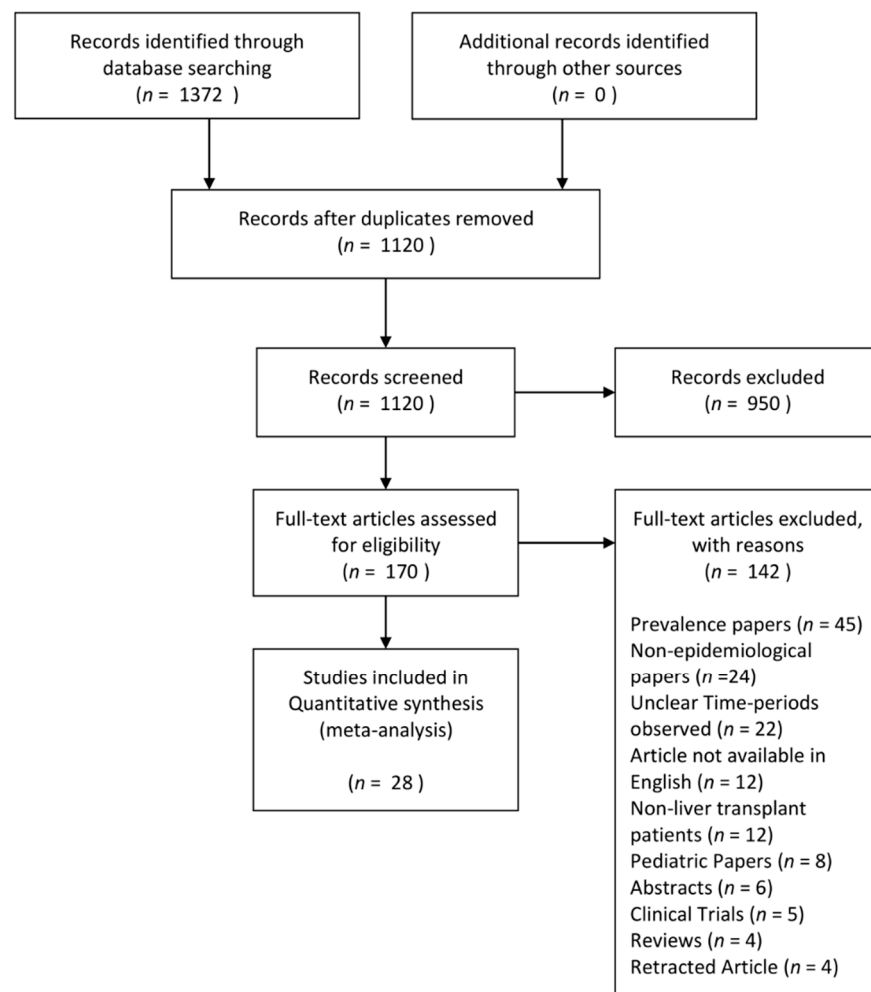 Records identified through
database searching
(n = 1372 )
Additional records identified
through other sources
(n = 0 )
Records after duplicates removed
(n = 1120 )
Records screened
(n = 1120 )
Records excluded
(n = 950 )
Full-text articles assessed
for eligibility
(n = 170 )
Full-text articles excluded,
with reasons
(n = 142 )
Prevalence papers (n = 45)
Non-epidemiological
papers (n =24)
Unclear Time-periods
observed (n = 22)
Article not available in
English (n = 12)
Non-liver transplant
patients (n = 12)
Pediatric Papers (n = 8)
Abstracts (n = 6)
Clinical Trials (n = 5)
Reviews (n = 4)
Retracted Article (n = 4)
Studies included in
Quantitative synthesis
(meta-analysis)
(n = 28 )